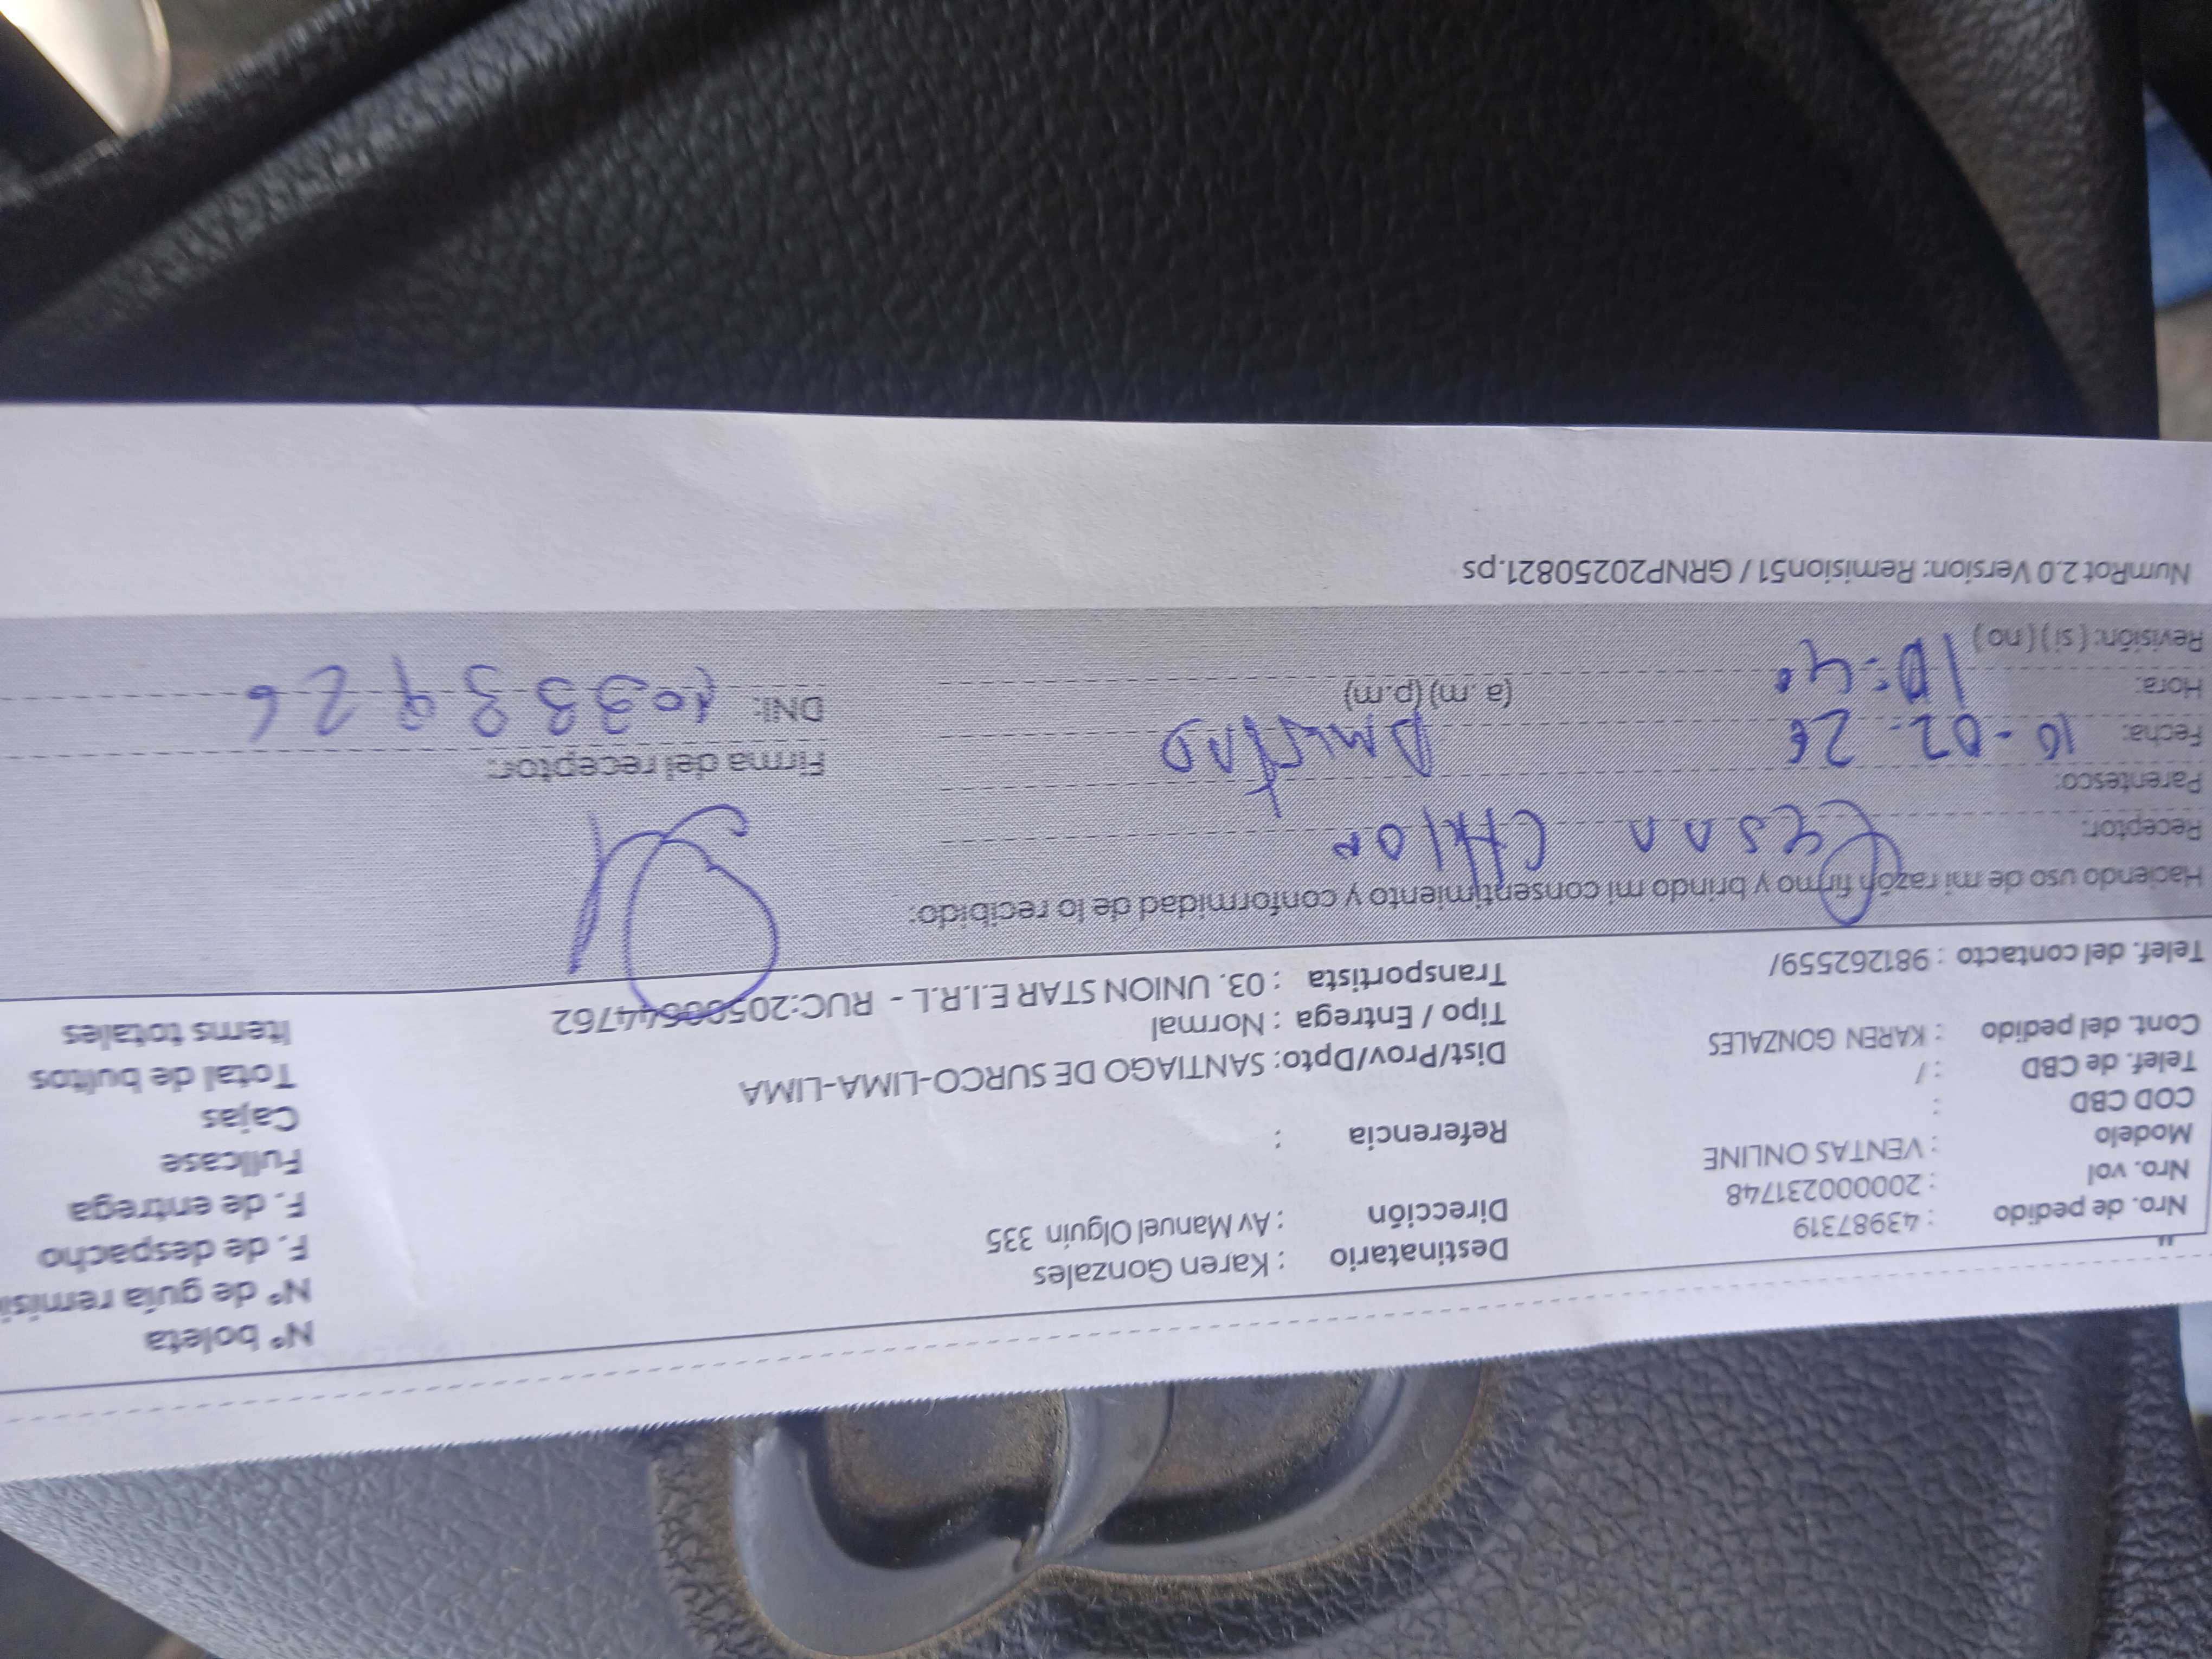 Nro. de pedido : 43987319
Nro. vol : 200000231748
Modelo : VENTAS ONLINE
COD CBD :
Telef. de CBD : /
Cont. del pedido : KAREN GONZALES
Telef. del contacto : 981262559/
Destinatario : Karen Gonzales
Dirección : Av Manuel Olguin 335
Referencia :
Dist/Prov/Dpto: SANTIAGO DE SURCO-LIMA-LIMA
Tipo / Entrega : Normal
Transportista : 03. UNION STAR E.I.R.L - RUC:
N° boleta
N° de guía remisi
F. de despacho
F. de entrega
Fullcase
Cajas
Total de bultos
Items totales
Haciendo uso de mi razón firmo y brindo mi consentimiento y conformidad de lo recibido:
Receptor:
Parentesco:
Fecha: 10-02-26
Hora: 10:40 (a .m) (p.m)
Revisión: ( si ) ( no )
Firma del receptor:
DNI:
NumRot 2.0 Version: Remision51 / GRNP20250821.ps